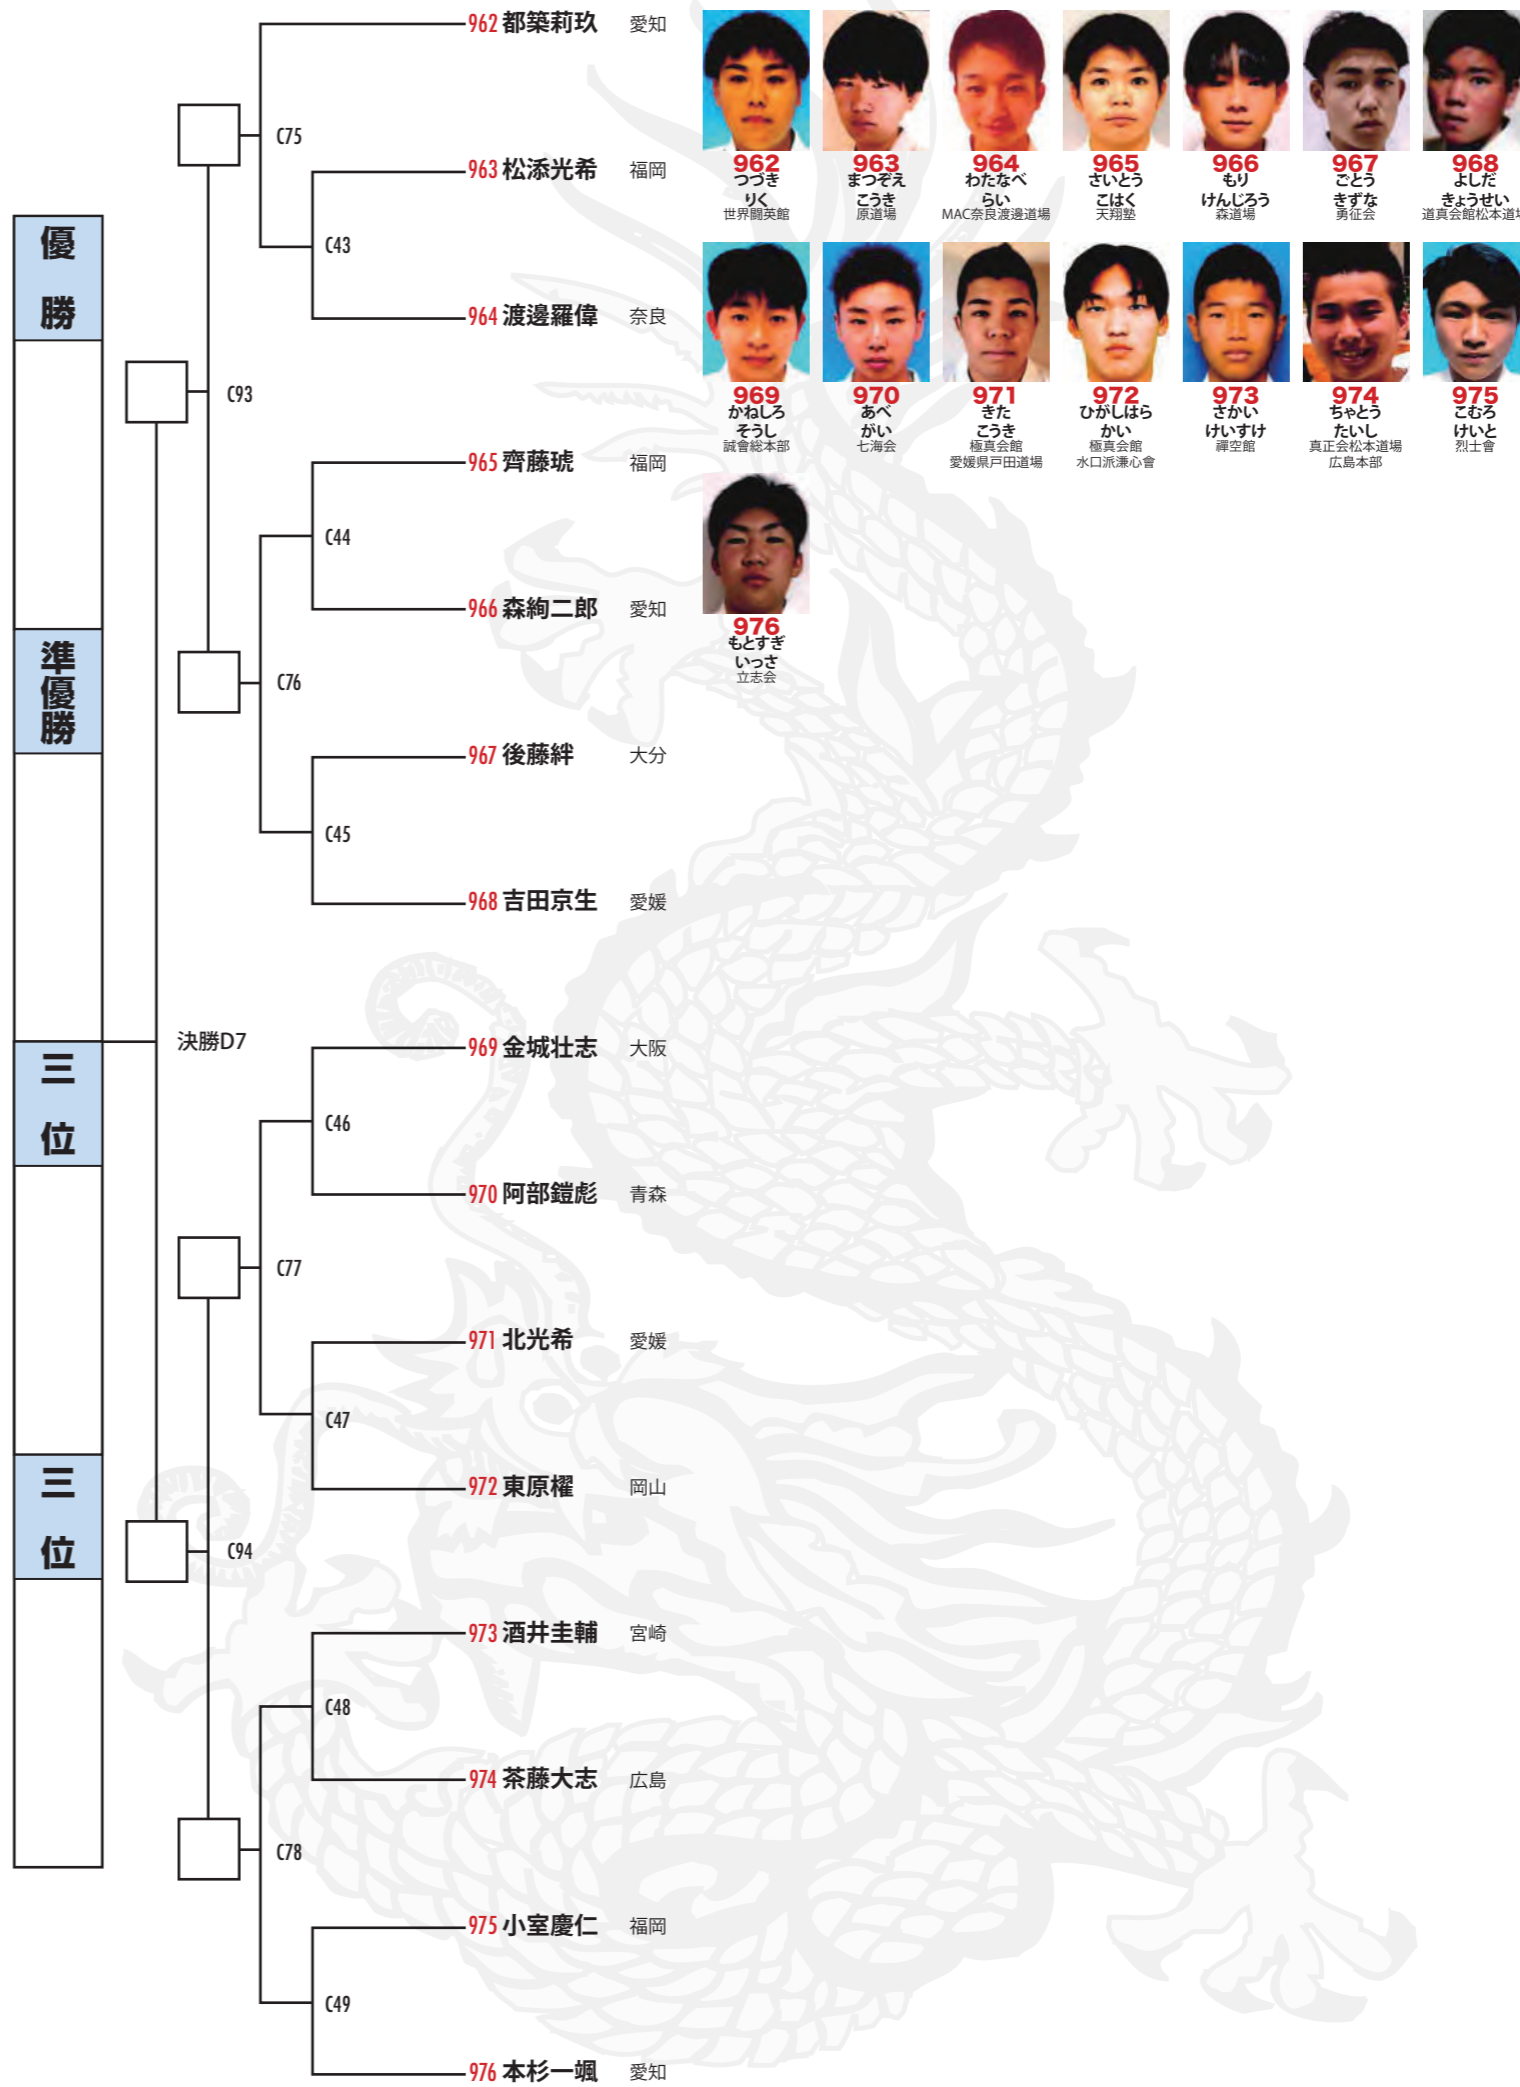 962 都築莉玖 愛知
C75
963 松添光希 福岡
C43
964 渡邊羅偉 奈良
C93
965 齊藤琥 福岡
C44
966 森絢二郎 愛知
C76
967 後藤絆 大分
C45
968 吉田京生 愛媛
決勝D7
969 金城壮志 大阪
C46
970 阿部鎧彪 青森
C77
971 北光希 愛媛
C47
972 東原櫂 岡山
C94
973 酒井圭輔 宮崎
C48
974 茶藤大志 広島
C78
975 小室慶仁 福岡
C49
976 本杉一颯 愛知
優勝
準優勝
三位
三位
962
つづき
りく
世界闘英館
963
まつぞえ
こうき
原道場
964
わたなべ
らい
MAC奈良渡邊道場
965
さいとう
こはく
天翔塾
966
もり
けんじろう
森道場
967
ごとう
きずな
勇征会
968
よしだ
きょうせい
道真会館松本道場
969
かねしろ
そうし
誠會総本部
970
あべ
がい
七海会
971
きた
こうき
極真会館
愛媛県戸田道場
972
ひがしはら
かい
極真会館
水口派溓心會
973
さかい
けいすけ
禪空館
974
ちゃとう
たいし
真正会松本道場
広島本部
975
こむろ
けいと
烈士會
976
もとすぎ
いっさ
立志会